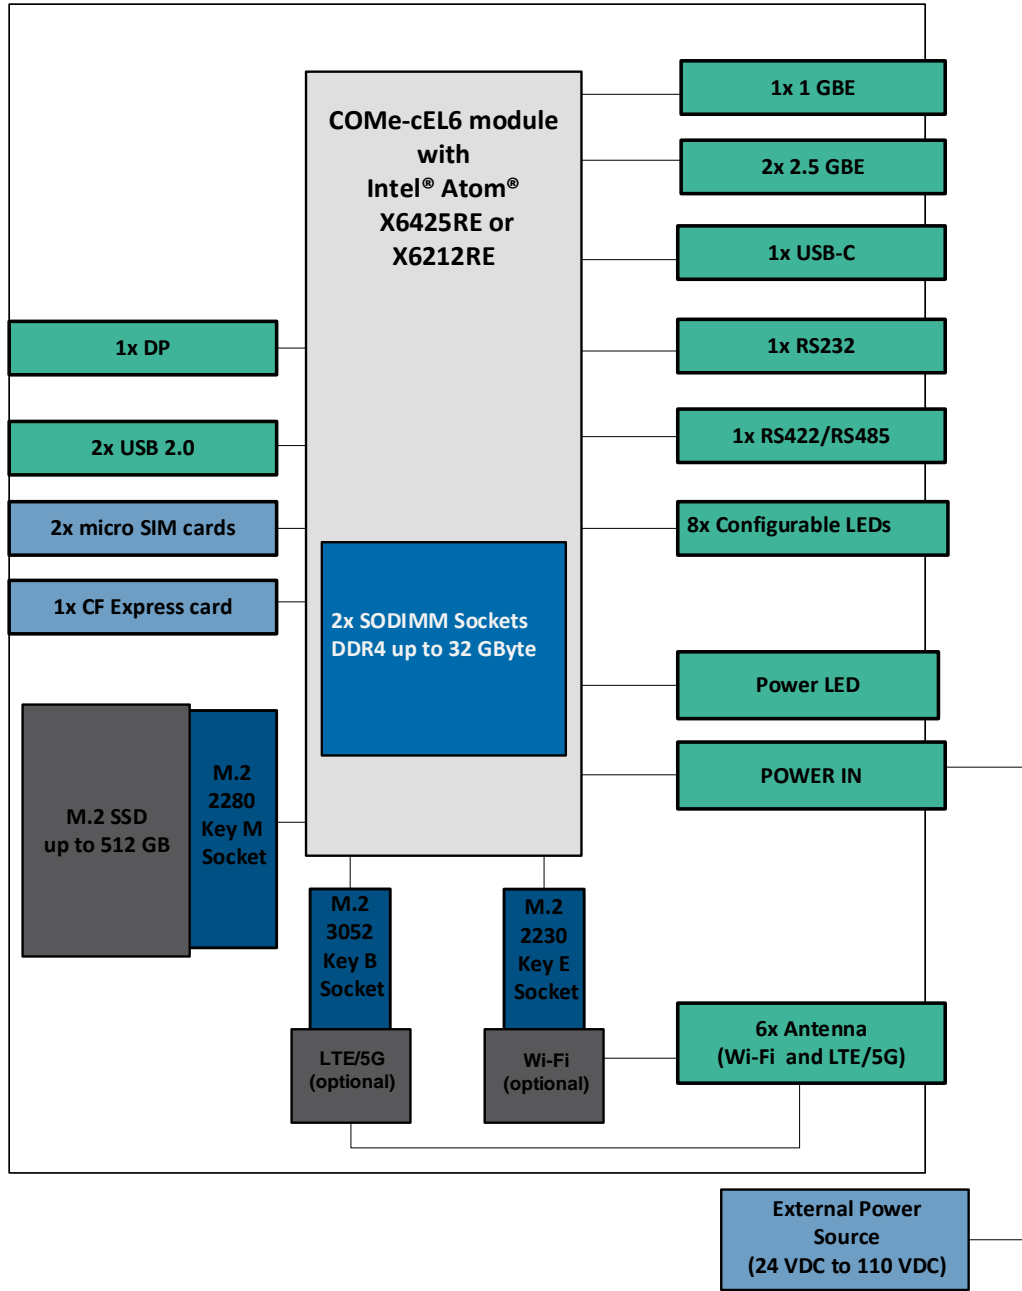 COMe-cEL6 module
with
Intel® Atom®
X6425RE or
X6212RE
1x 1 GBE
2x 2.5 GBE
1x USB-C
1x RS232
1x RS422/RS485
8x Configurable LEDs
Power LED
POWER IN
1x DP
2x USB 2.0
2x micro SIM cards
1x CF Express card
2x SODIMM Sockets
DDR4 up to 32 GByte
M.2 SSD
up to 512 GB
M.2
2280
Key M
Socket
M.2
3052
Key B
Socket
M.2
2230
Key E
Socket
LTE/5G
(optional)
Wi-Fi
(optional)
6x Antenna
(Wi-Fi and LTE/5G)
External Power
Source
(24 VDC to 110 VDC)